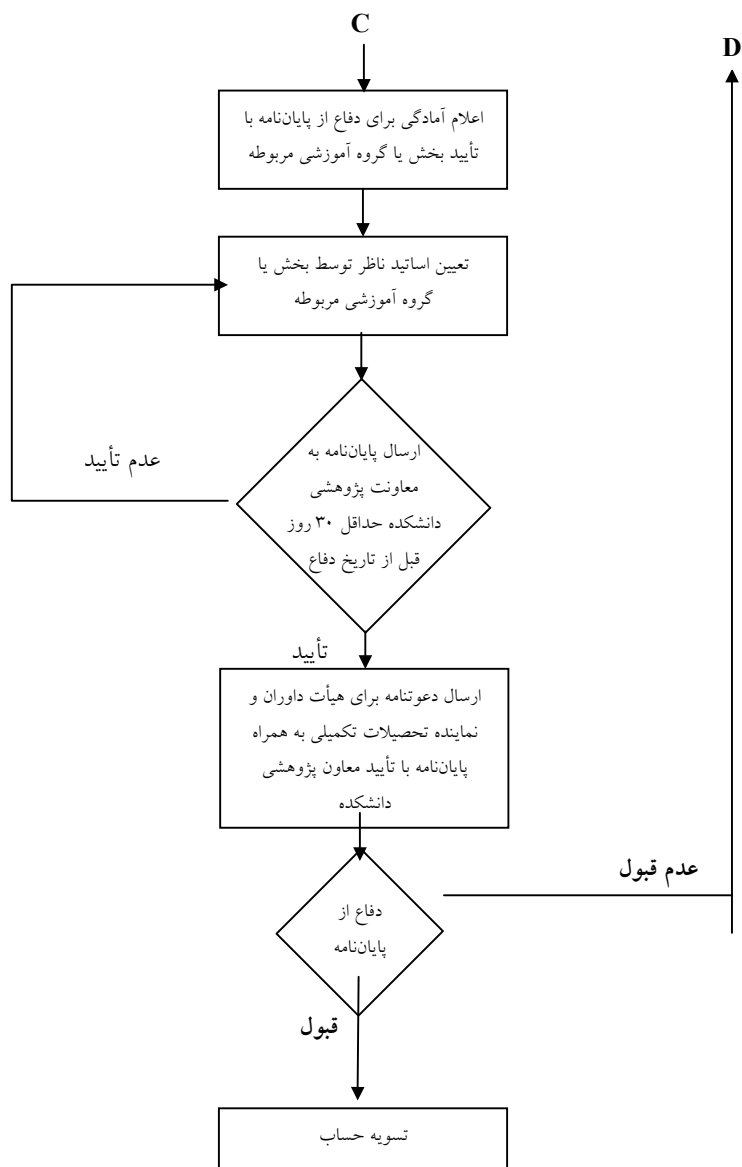 C
D
اعلام آمادگی برای دفاع از پایان‌نامه با
تأیید بخش یا گروه آموزشی مربوطه
تعیین اساتید ناظر توسط بخش یا
گروه آموزشی مربوطه
ارسال پایان‌نامه به
معاونت پژوهشی
دانشکده حداقل ۳۰ روز
قبل از تاریخ دفاع
عدم تأیید
تأیید
ارسال دعوتنامه برای هیأت داوران و
نماینده تحصیلات تکمیلی به همراه
پایان‌نامه با تأیید معاون پژوهشی
دانشکده
عدم قبول
دفاع از
پایان‌نامه
قبول
تسویه حساب